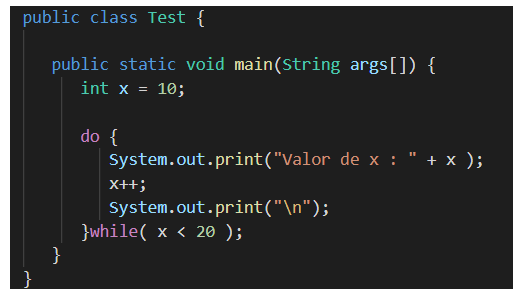 public class Test {
public static void main(String args[]) {
int x = 10;
do {
System.out.print("Valor de x : " + x );
x++;
System.out.print("\n");
}while( x < 20 );
}
}